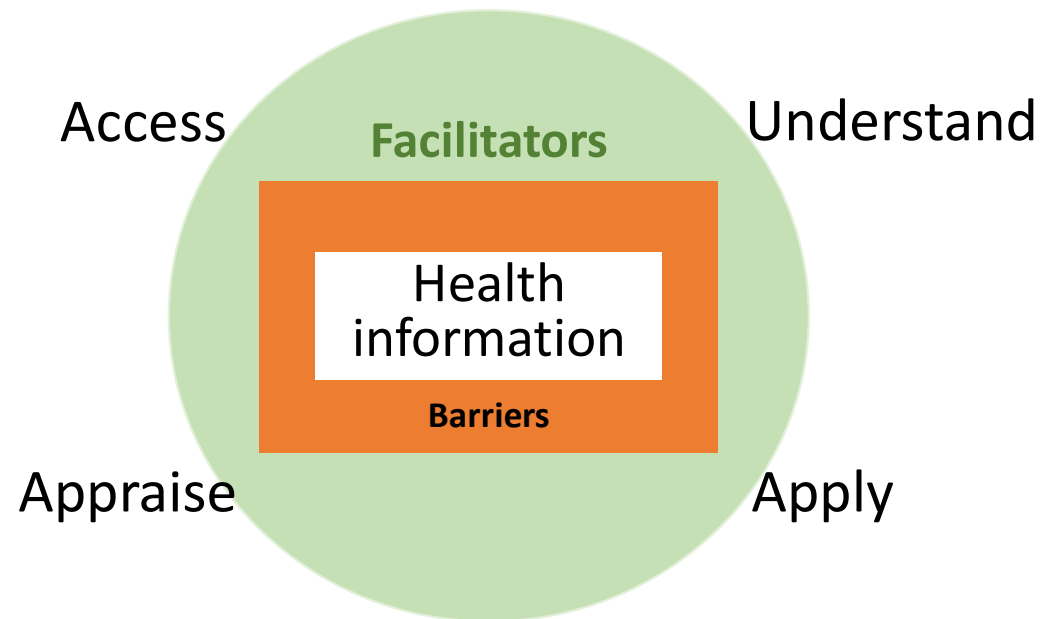 Access
Understand
Facilitators
Health
information
Barriers
Appraise
Apply